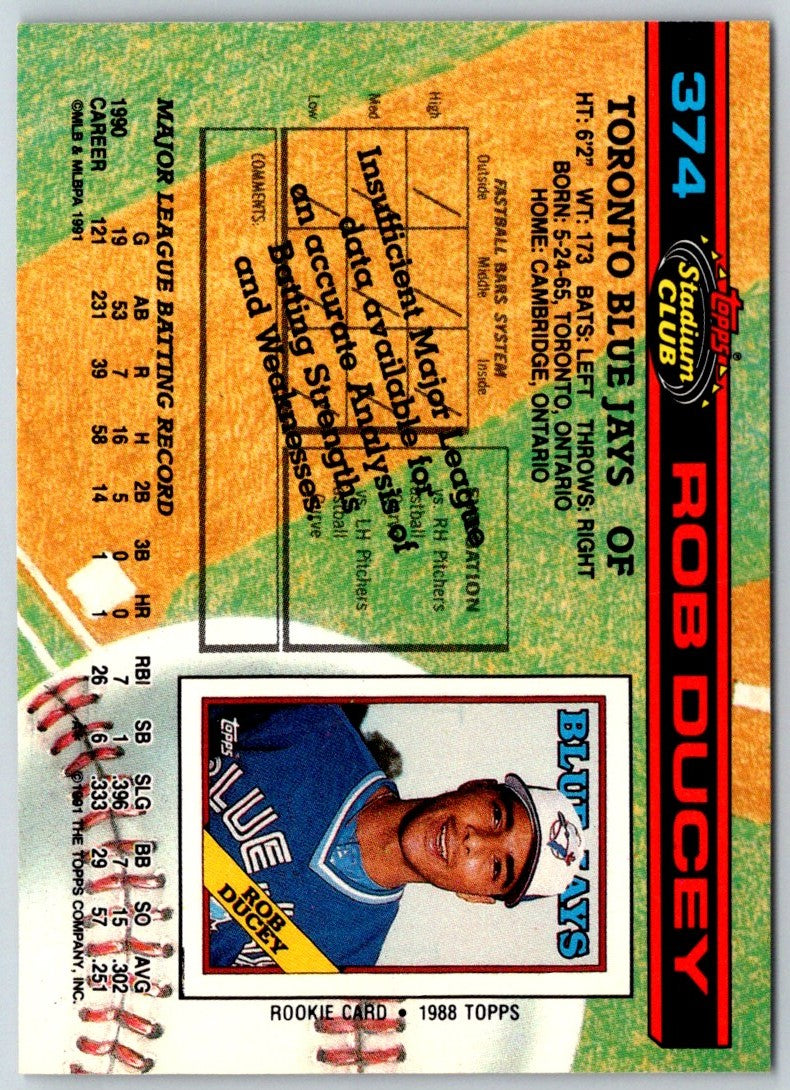 374
topps®
Stadium
CLUB
ROB DUCEY
TORONTO BLUE JAYS OF
HT: 6'2" WT: 173 BATS: LEFT THROWS: RIGHT
BORN: 5-24-65, TORONTO, ONTARIO
HOME: CAMBRIDGE, ONTARIO
FASTBALL BARS SYSTEM
Outside Middle Inside
High
Med
Low
vs. RH Pitchers
vs. LH Pitchers
COMMENTS:
Insufficient Major League
data available for
an accurate Analysis of
Batting Strengths
and Weaknesses.
BLUE JAYS
BLUE
topps
ROB
DUCEY
ROOKIE CARD • 1988 TOPPS
MAJOR LEAGUE BATTING RECORD
G AB R H 2B 3B HR RBI SB SLG BB SO AVG
1990 19 53 7 16 5 0 0 7 1 .396 7 15 .302
CAREER 121 231 39 58 14 1 1 26 6 .333 29 57 .251
©MLB & MLBPA 1991
©1991 THE TOPPS COMPANY, INC.